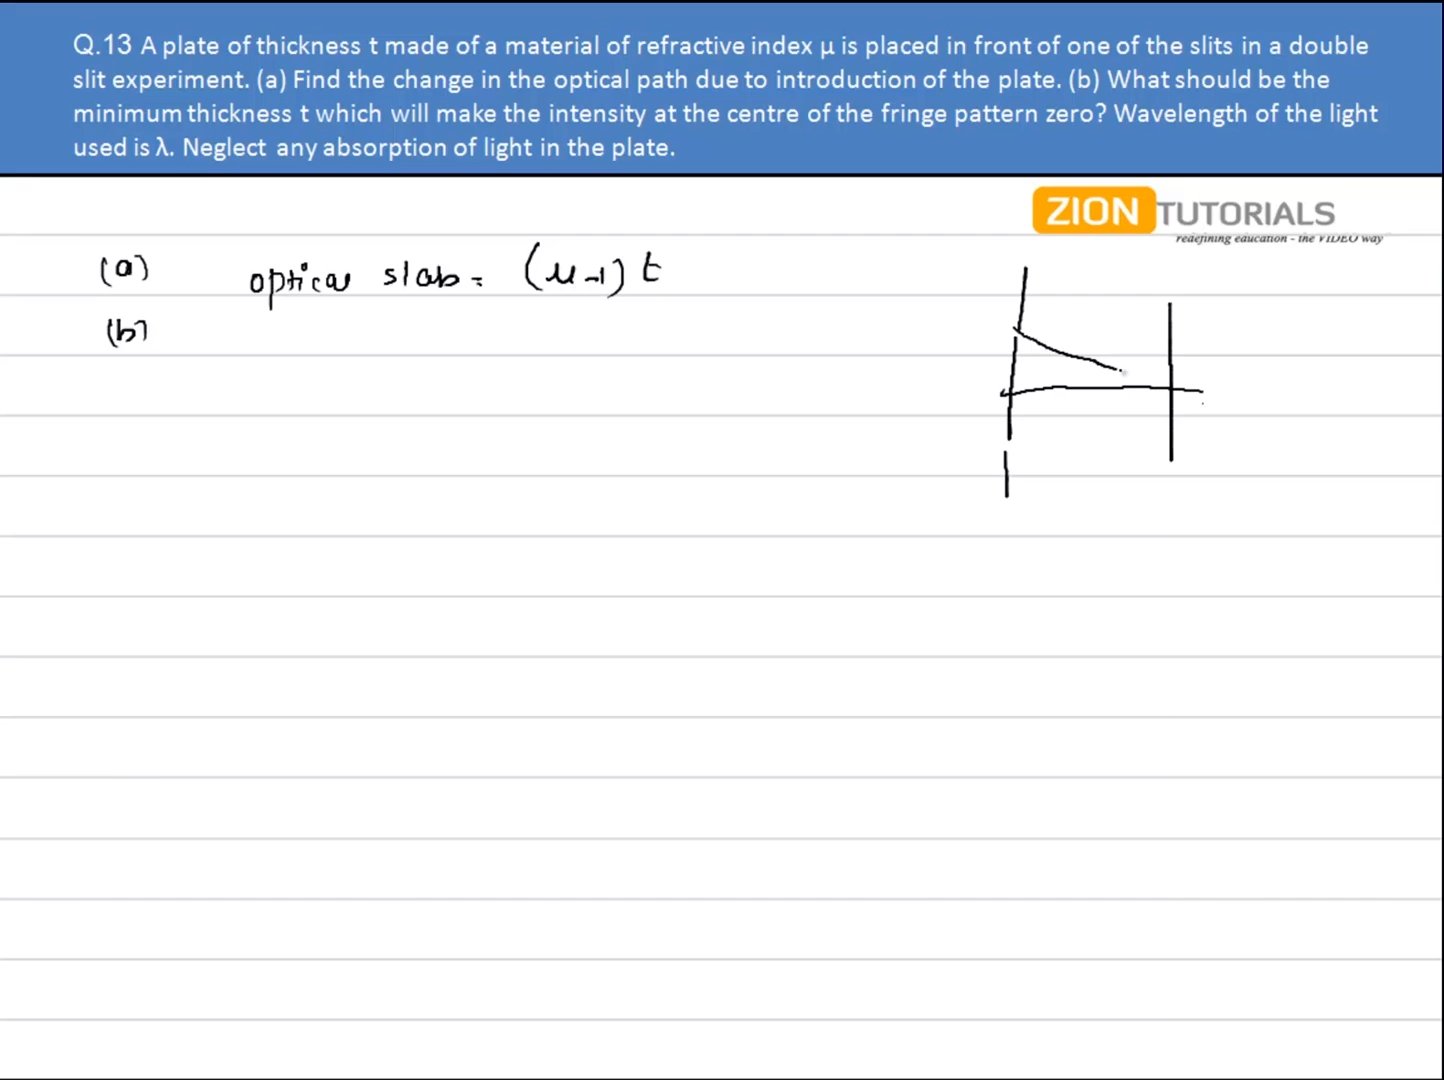 Q.13 A plate of thickness t made of a material of refractive index μ is placed in front of one of the slits in a double
slit experiment. (a) Find the change in the optical path due to introduction of the plate. (b) What should be the
minimum thickness t which will make the intensity at the centre of the fringe pattern zero? Wavelength of the light
used is λ. Neglect any absorption of light in the plate.
ZION TUTORIALS
redefining education - the VIDEO way
(a) optical slab = (μ-1) t
(b)